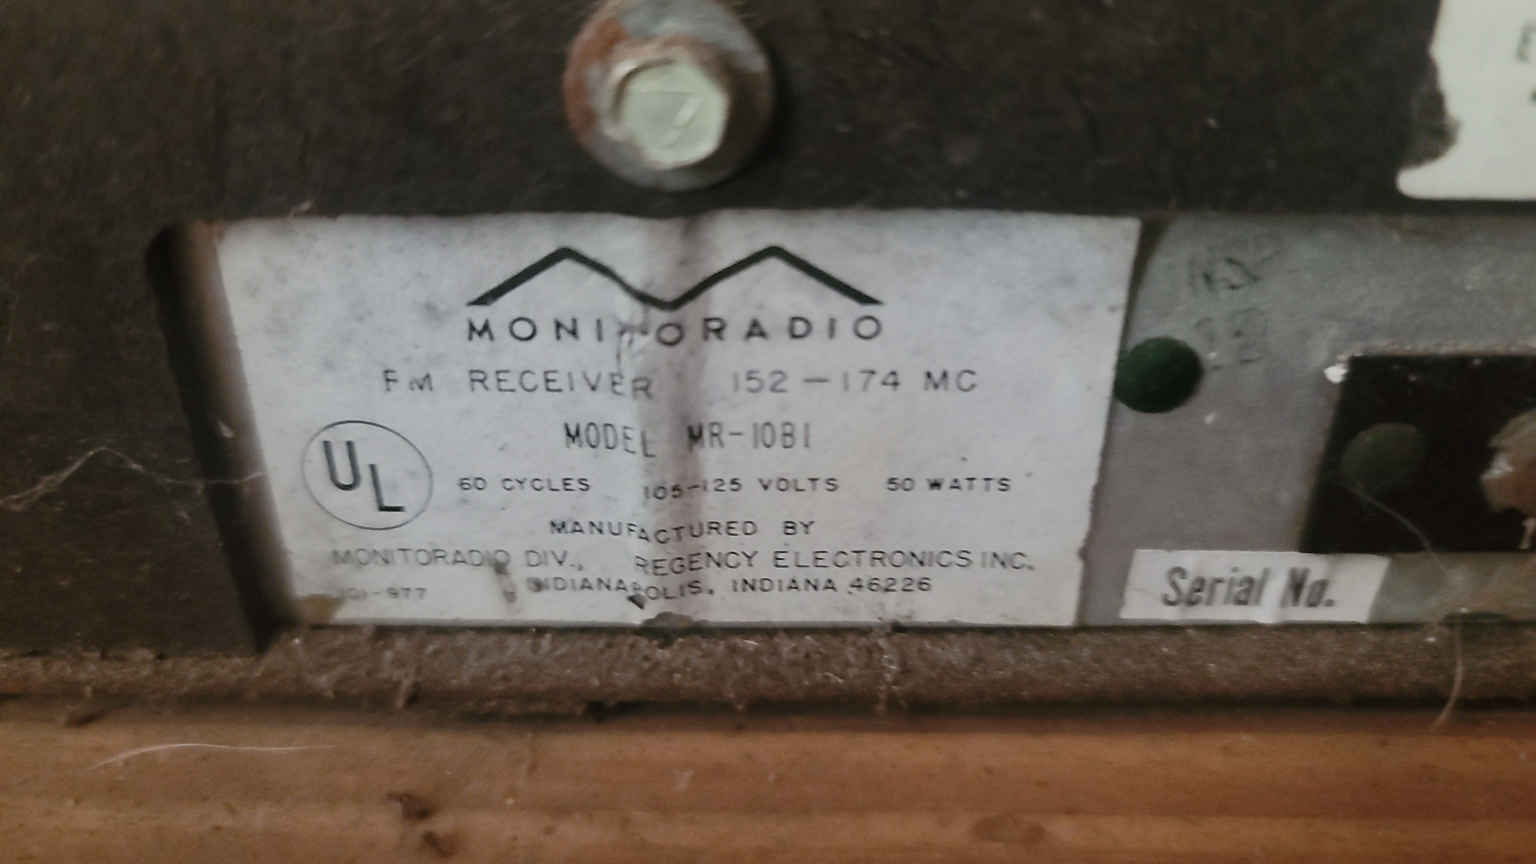 MONITORADIO
FM RECEIVER 152-174 MC
MODEL MR-10B1
UL
60 CYCLES 105-125 VOLTS 50 WATTS
MANUFACTURED BY
MONITORADIO DIV., REGENCY ELECTRONICS INC.
INDIANAPOLIS, INDIANA 46226
Serial No.